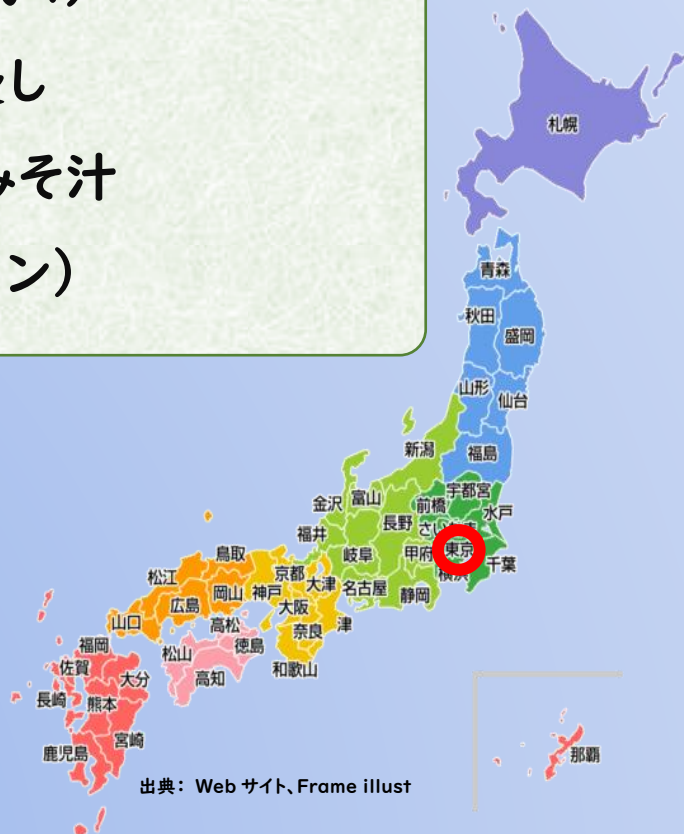 し
みそ汁
ン)
札幌
青森
秋田
盛岡
山形
仙台
新潟
福島
宇都宮
前橋
水戸
金沢
富山
長野
福井
岐阜
甲府
東京
千葉
鳥取
京都
大津
名古屋
静岡
松江
岡山
神戸
広島
大阪
奈良
津
山口
高松
徳島
和歌山
福岡
松山
高知
佐賀
大分
長崎
熊本
宮崎
鹿児島
那覇
出典: Webサイト、Frame illust